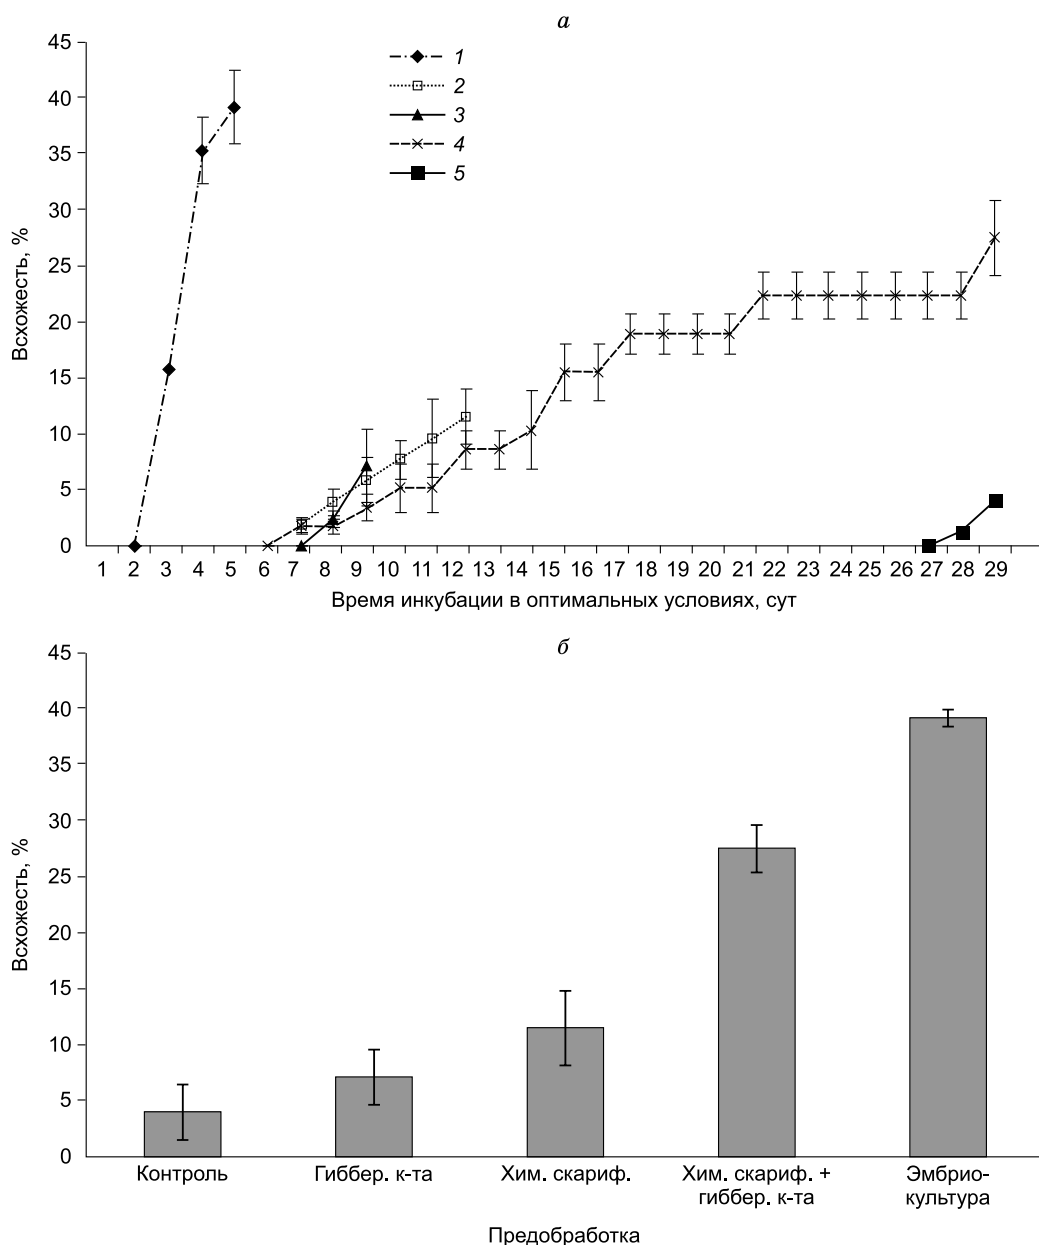 а
45
40
35
30
25
20
15
10
5
0
Всхожесть, %
1
2
3
4
5
1 2 3 4 5 6 7 8 9 10 11 12 13 14 15 16 17 18 19 20 21 22 23 24 25 26 27 28 29
Время инкубации в оптимальных условиях, сут
б
45
40
35
30
25
20
15
10
5
0
Всхожесть, %
Контроль
Гиббер. к-та
Хим. скариф.
Хим. скариф. +
гиббер. к-та
Эмбрио-
культура
Предобработка